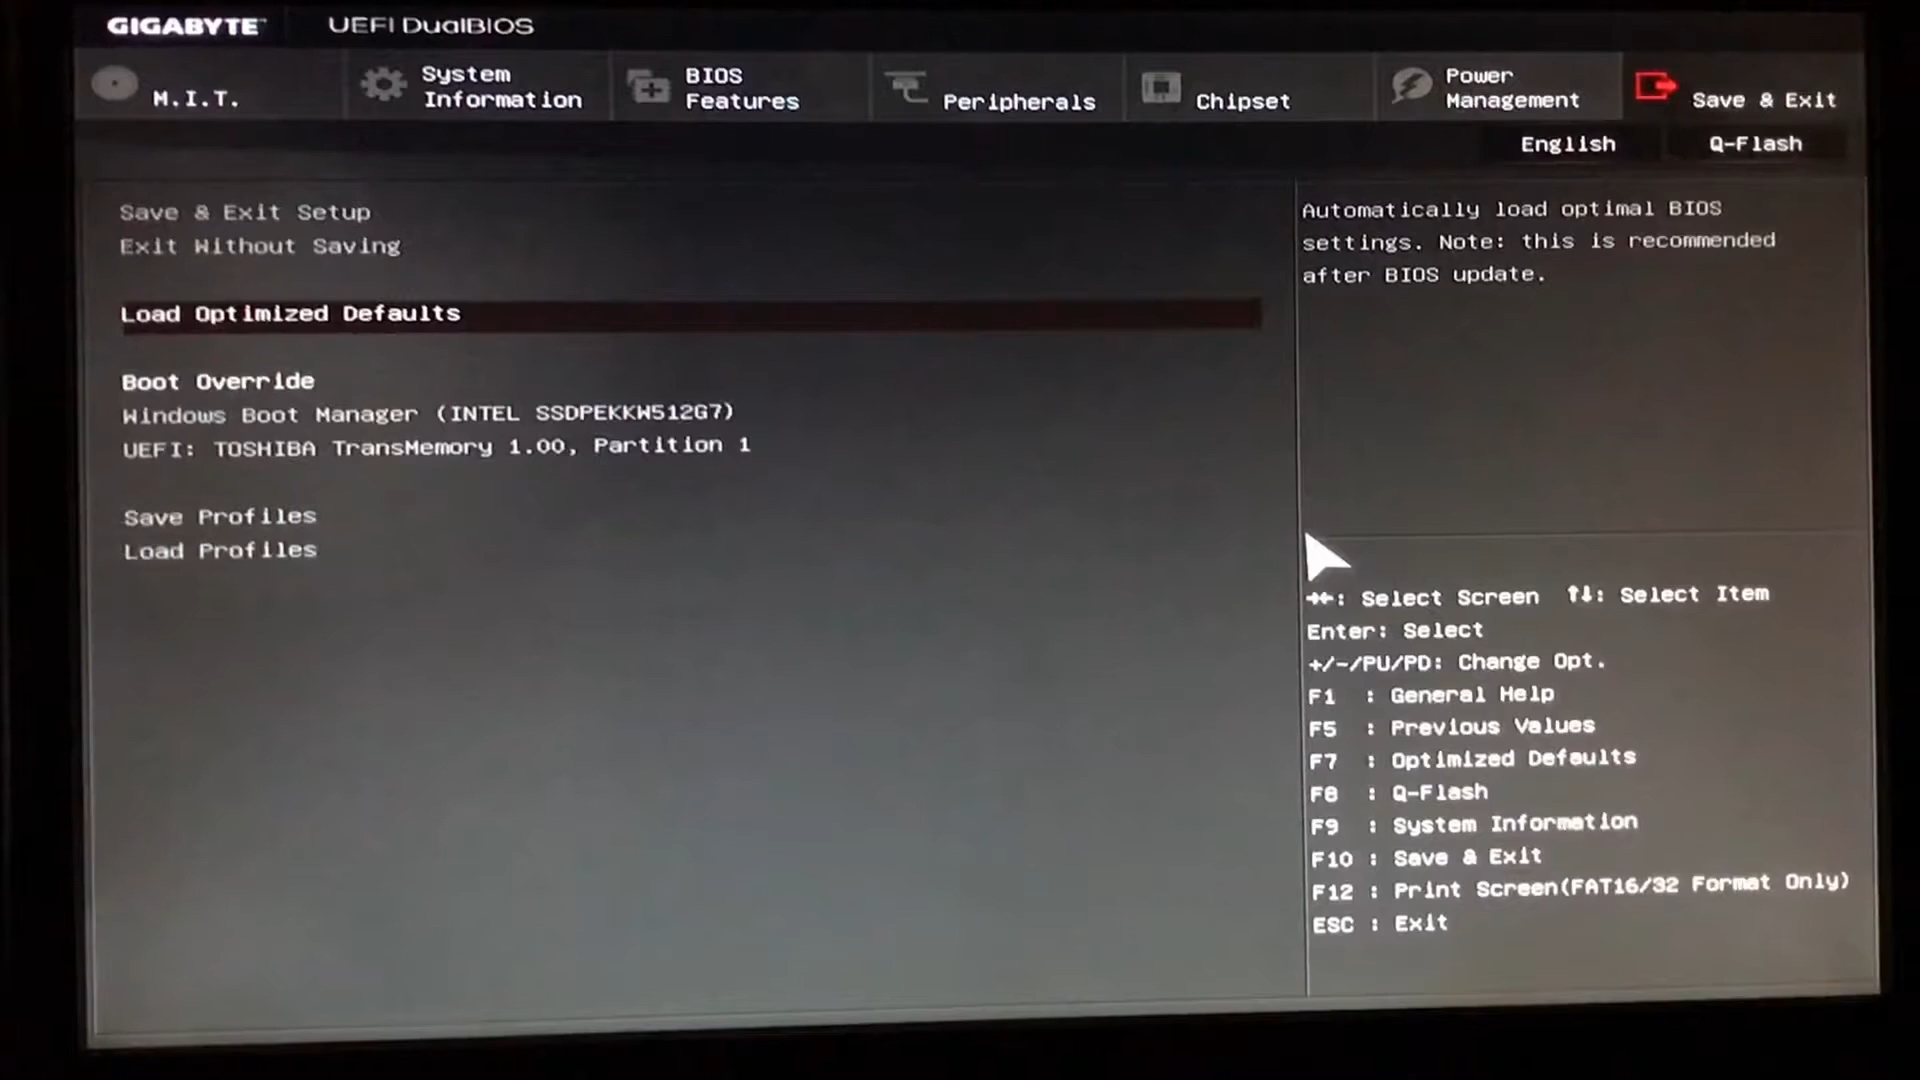 GIGABYTE™ UEFI DualBIOS
M.I.T.
System
Information
BIOS
Features
Peripherals
Chipset
Power
Management
Save & Exit
English Q-Flash
Save & Exit Setup
Exit Without Saving
Load Optimized Defaults
Boot Override
Windows Boot Manager (INTEL SSDPEKKW512G7)
UEFI: TOSHIBA TransMemory 1.00, Partition 1
Save Profiles
Load Profiles
Automatically load optimal BIOS
settings. Note: this is recommended
after BIOS update.
→←: Select Screen ↑↓: Select Item
Enter: Select
+/-/PU/PD: Change Opt.
F1 : General Help
F5 : Previous Values
F7 : Optimized Defaults
F8 : Q-Flash
F9 : System Information
F10 : Save & Exit
F12 : Print Screen(FAT16/32 Format Only)
ESC : Exit